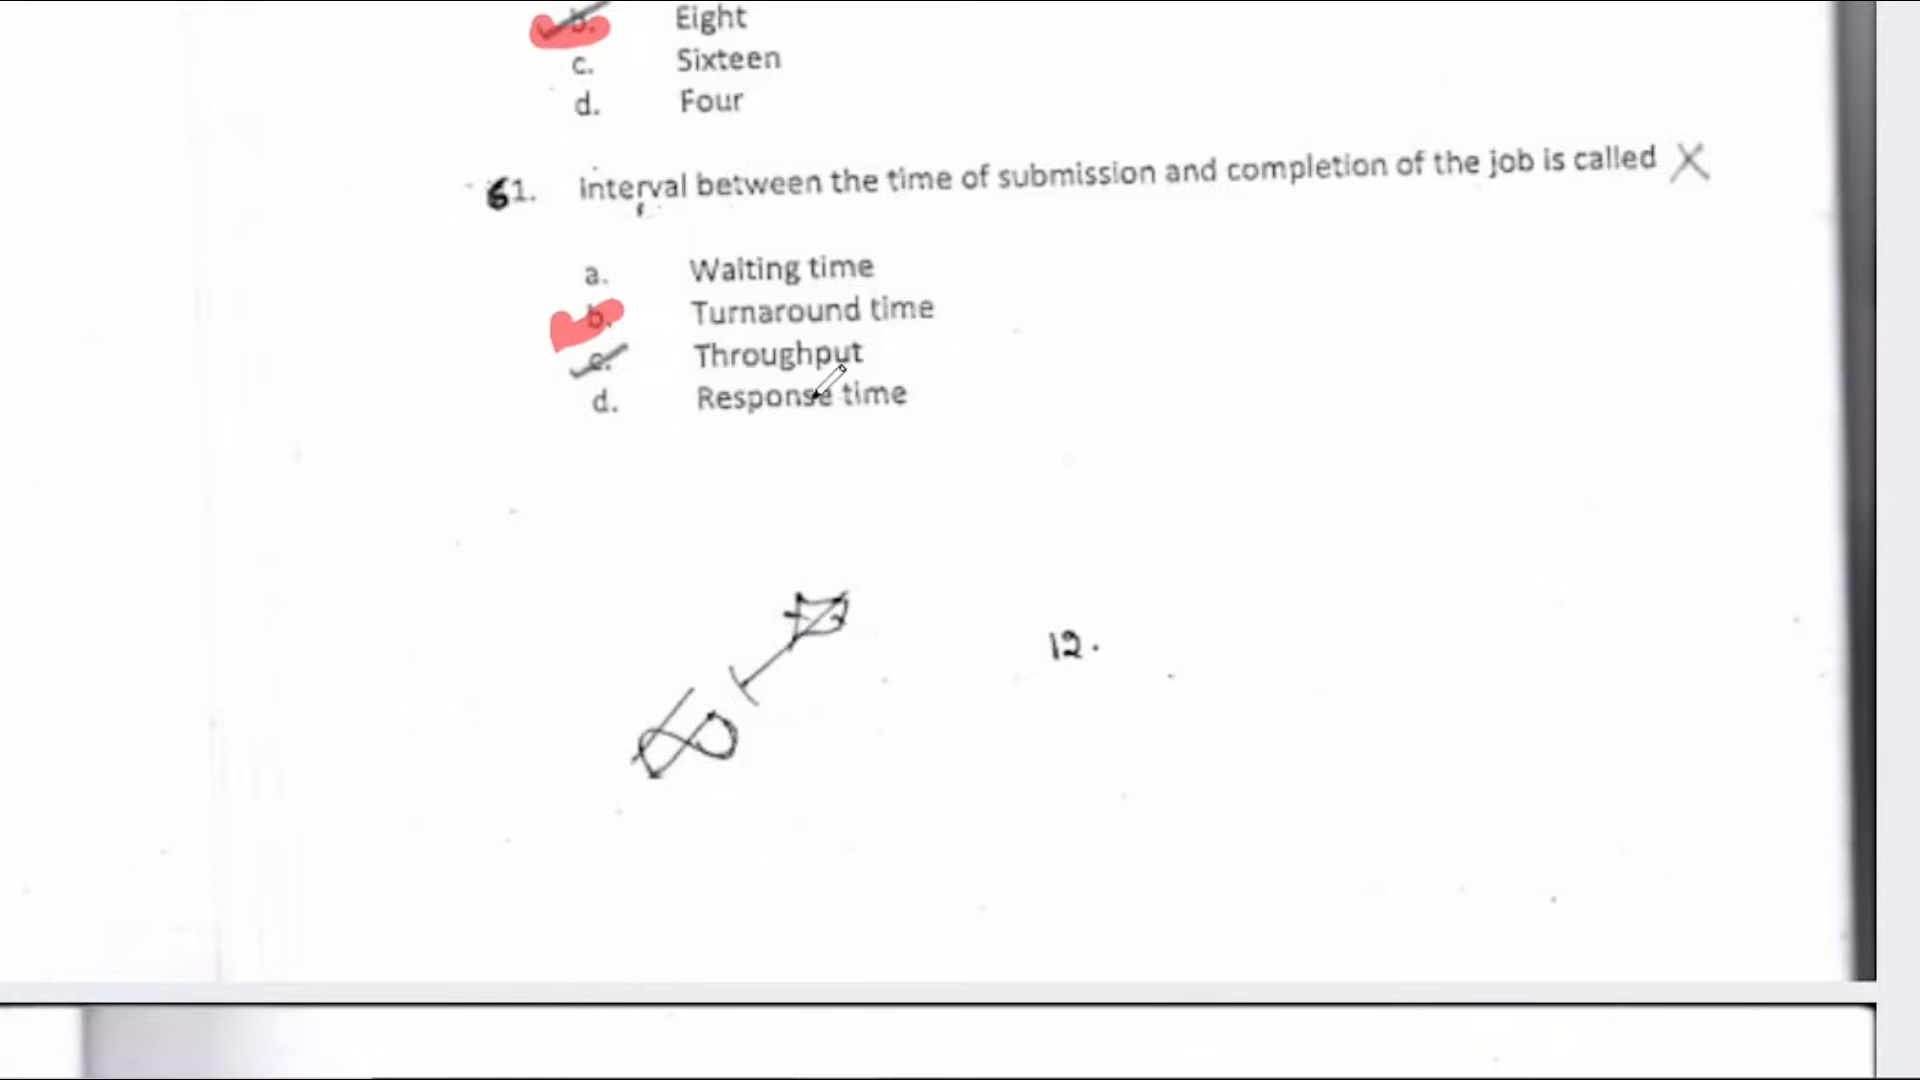 b. Eight
c. Sixteen
d. Four
61. interval between the time of submission and completion of the job is called X
a. Waiting time
b. Turnaround time
c. Throughput
d. Response time
12.